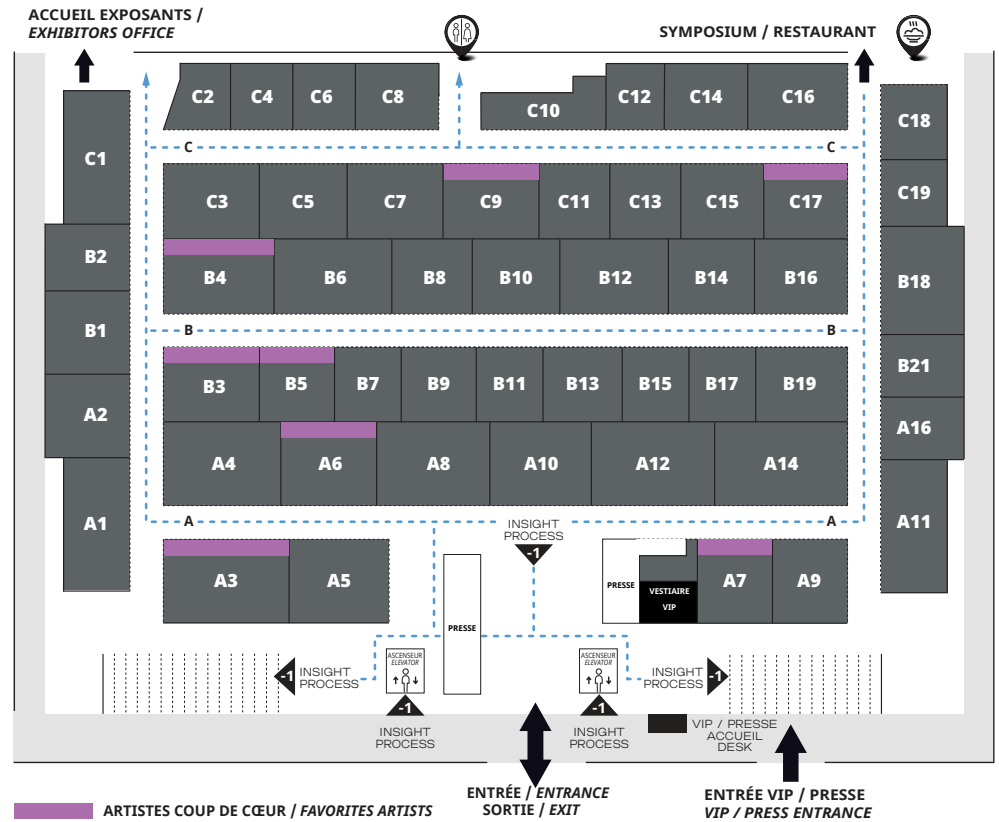 ACCUEIL EXPOSANTS /
EXHIBITORS OFFICE
SYMPOSIUM / RESTAURANT
C2 C4 C6 C8 C10 C12 C14 C16 C18
C C
C1 C3 C5 C7 C9 C11 C13 C15 C17 C19
B2 B4 B6 B8 B10 B12 B14 B16 B18
B B
B1 B3 B5 B7 B9 B11 B13 B15 B17 B19 B21
A2 A4 A6 A8 A10 A12 A14 A16
A A
A1 A11
INSIGHT
PROCESS
-1
A3 A5 A7 A9
PRESSE
VESTIAIRE
VIP
PRESSE
ASCENSEUR
ELEVATOR
ASCENSEUR
ELEVATOR
-1 INSIGHT
PROCESS
INSIGHT
PROCESS -1
-1
INSIGHT
PROCESS
-1
INSIGHT
PROCESS
VIP / PRESSE
ACCUEIL
DESK
ENTRÉE / ENTRANCE
SORTIE / EXIT
ENTRÉE VIP / PRESSE
VIP / PRESS ENTRANCE
ARTISTES COUP DE CŒUR / FAVORITES ARTISTS